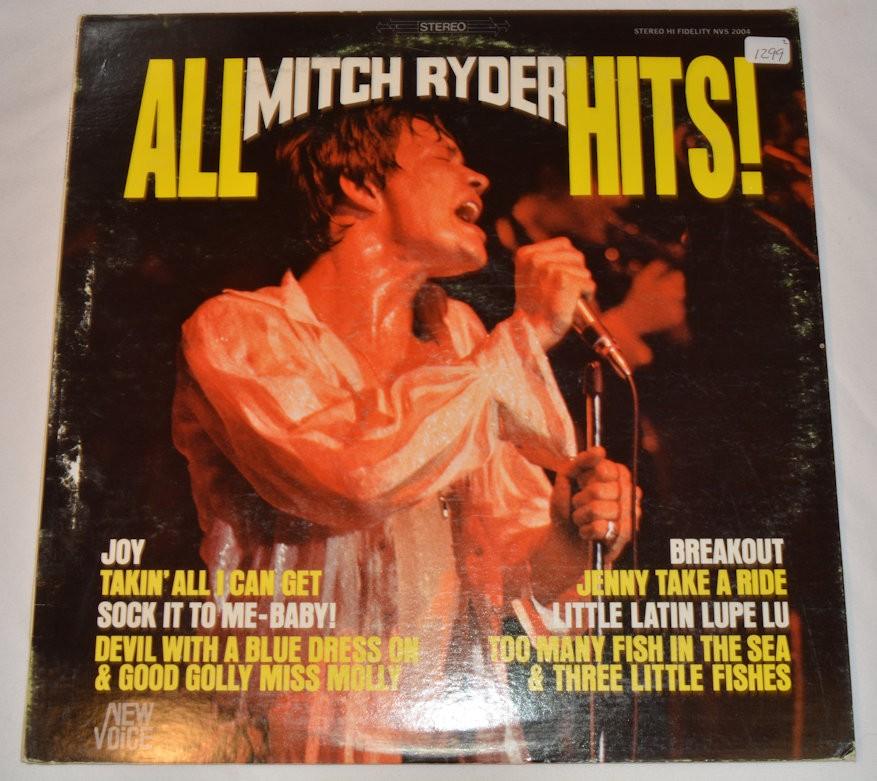 STEREO
STEREO HI FIDELITY NVS 2004
1299
ALL MITCH RYDER HITS!
JOY
TAKIN' ALL I CAN GET
SOCK IT TO ME-BABY!
DEVIL WITH A BLUE DRESS ON
& GOOD GOLLY MISS MOLLY
BREAKOUT
JENNY TAKE A RIDE
LITTLE LATIN LUPE LU
TOO MANY FISH IN THE SEA
& THREE LITTLE FISHES
NEW
VOICE